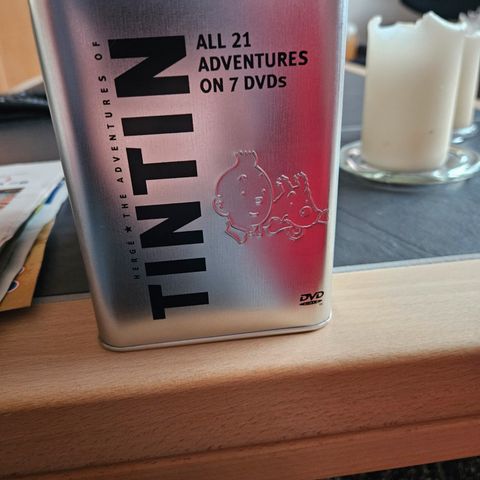 HERGÉ ★ THE ADVENTURES OF
TINTIN
ALL 21
ADVENTURES
ON 7 DVDs
DVD